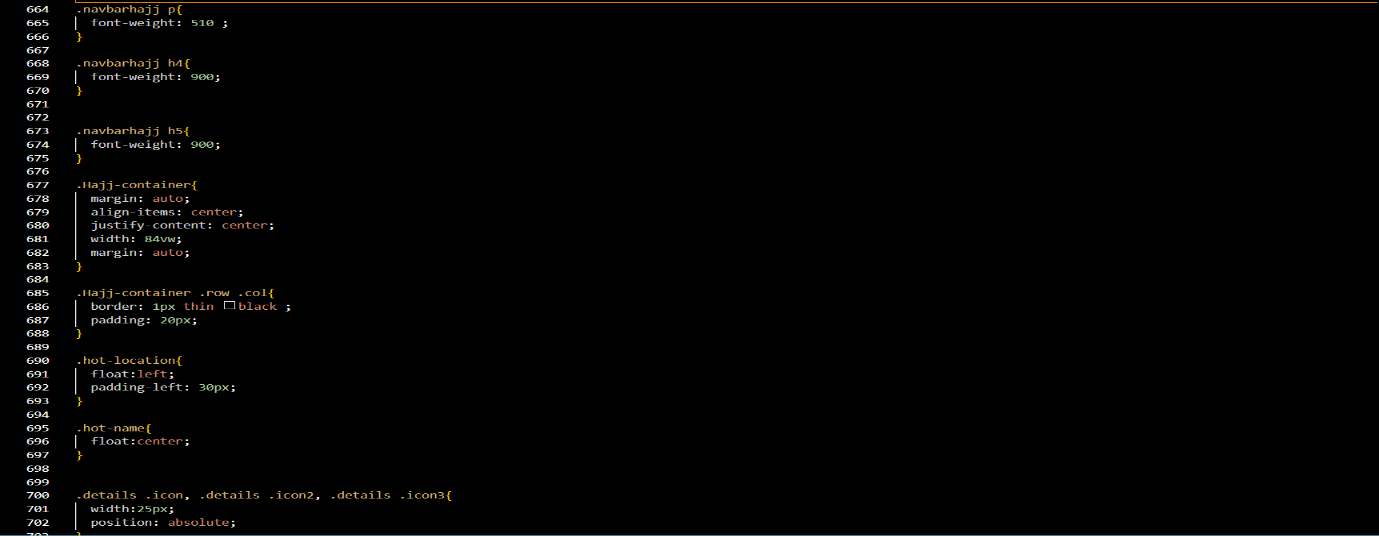 664 .navbarhajj p{
665 font-weight: 510 ;
666 }
667
668 .navbarhajj h4{
669 font-weight: 900;
670 }
671
672
673 .navbarhajj h5{
674 font-weight: 900;
675 }
676
677 .Hajj-container{
678 margin: auto;
679 align-items: center;
680 justify-content: center;
681 width: 84vw;
682 margin: auto;
683 }
684
685 .Hajj-container .row .col{
686 border: 1px thin black ;
687 padding: 20px;
688 }
689
690 .hot-location{
691 float:left;
692 padding-left: 30px;
693 }
694
695 .hot-name{
696 float:center;
697 }
698
699
700 .details .icon, .details .icon2, .details .icon3{
701 width:25px;
702 position: absolute;
703 }